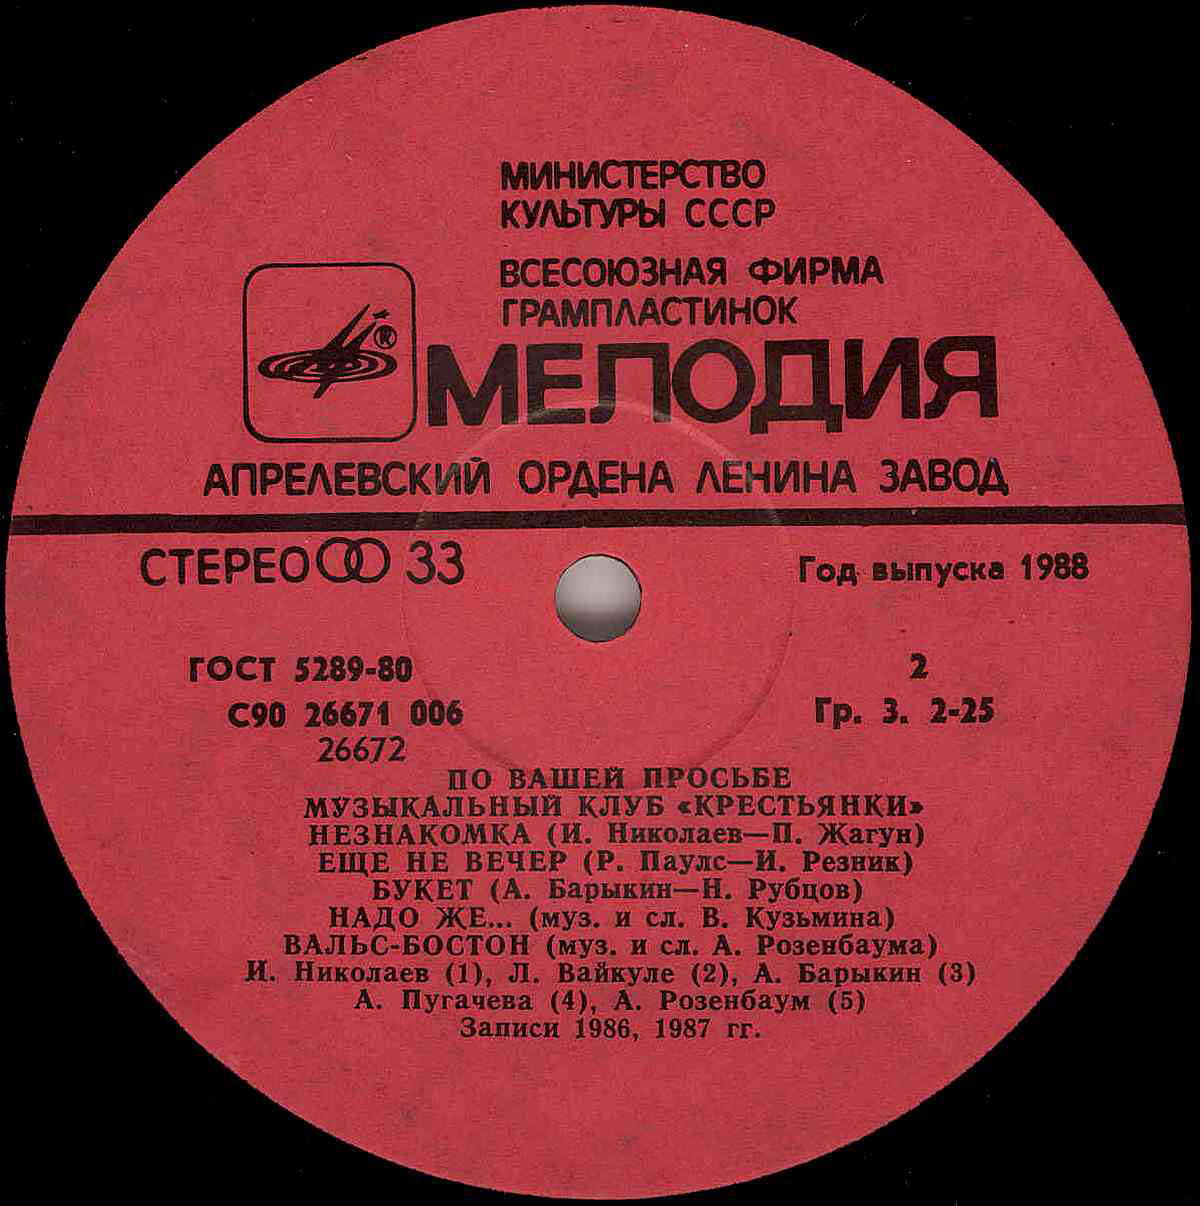 МИНИСТЕРСТВО
КУЛЬТУРЫ СССР
ВСЕСОЮЗНАЯ ФИРМА
ГРАМПЛАСТИНОК
®
МЕЛОДИЯ
АПРЕЛЕВСКИЙ ОРДЕНА ЛЕНИНА ЗАВОД
СТЕРЕО 33
Год выпуска 1988
ГОСТ 5289-80
2
С90 26671 006
Гр. 3. 2-25
26672
ПО ВАШЕЙ ПРОСЬБЕ
МУЗЫКАЛЬНЫЙ КЛУБ «КРЕСТЬЯНКИ»
НЕЗНАКОМКА (И. Николаев—П. Жагун)
ЕЩЕ НЕ ВЕЧЕР (Р. Паулс—И. Резник)
БУКЕТ (А. Барыкин—Н. Рубцов)
НАДО ЖЕ... (муз. и сл. В. Кузьмина)
ВАЛЬС-БОСТОН (муз. и сл. А. Розенбаума)
И. Николаев (1), Л. Вайкуле (2), А. Барыкин (3)
А. Пугачева (4), А. Розенбаум (5)
Записи 1986, 1987 гг.